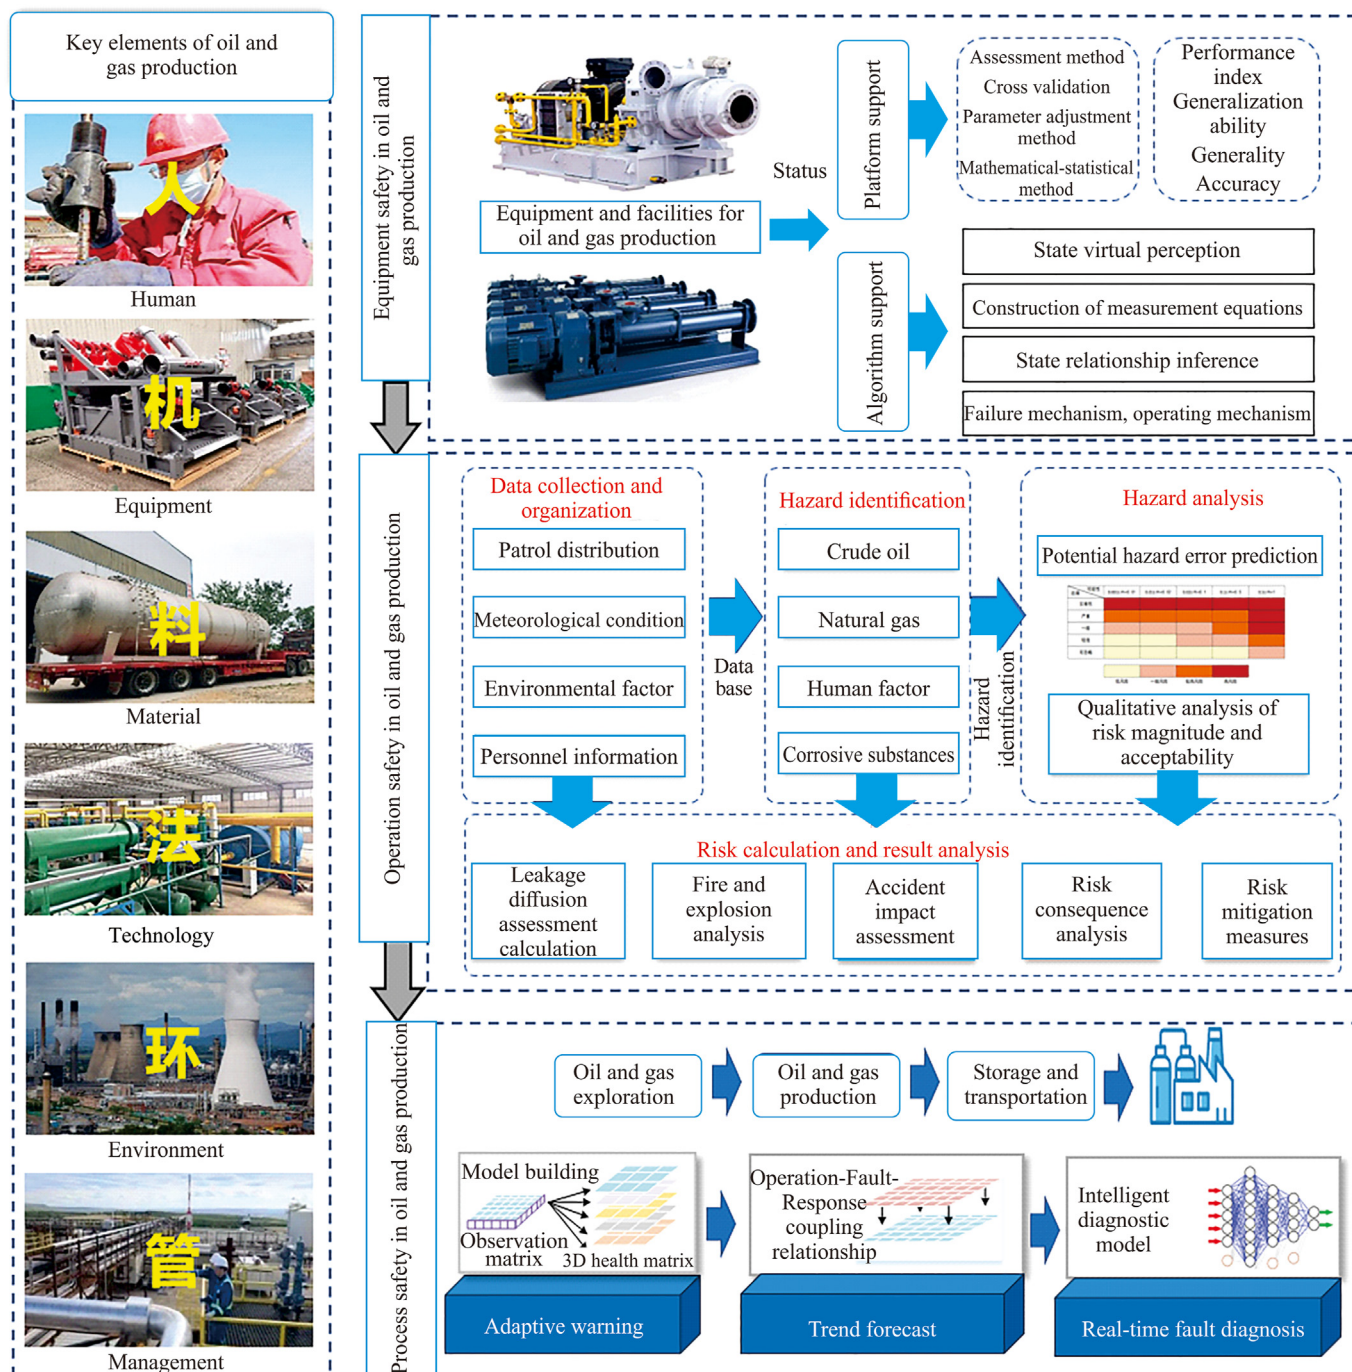 Key elements of oil and
gas production
人
Human
机
Equipment
料
Material
法
Technology
环
Environment
管
Management
Equipment safety in oil and
gas production
Equipment and facilities for
oil and gas production
Status
Platform support
Assessment method
Cross validation
Parameter adjustment
method
Mathematical-statistical
method
Performance
index
Generalization
ability
Generality
Accuracy
Algorithm support
State virtual perception
Construction of measurement equations
State relationship inference
Failure mechanism, operating mechanism
Operation safety in oil and gas production
Data collection and
organization
Patrol distribution
Meteorological condition
Environmental factor
Personnel information
Data
base
Hazard identification
Crude oil
Natural gas
Human factor
Corrosive substances
Hazard
identification
Hazard analysis
Potential hazard error prediction
Qualitative analysis of
risk magnitude and
acceptability
Risk calculation and result analysis
Leakage
diffusion
assessment
calculation
Fire and
explosion
analysis
Accident
impact
assessment
Risk
consequence
analysis
Risk
mitigation
measures
Process safety in oil and gas production
Oil and gas
exploration
Oil and gas
production
Storage and
transportation
Model building
Observation
matrix
3D health matrix
Adaptive warning
Operation-Fault-
Response
coupling
relationship
Trend forecast
Intelligent
diagnostic
model
Real-time fault diagnosis